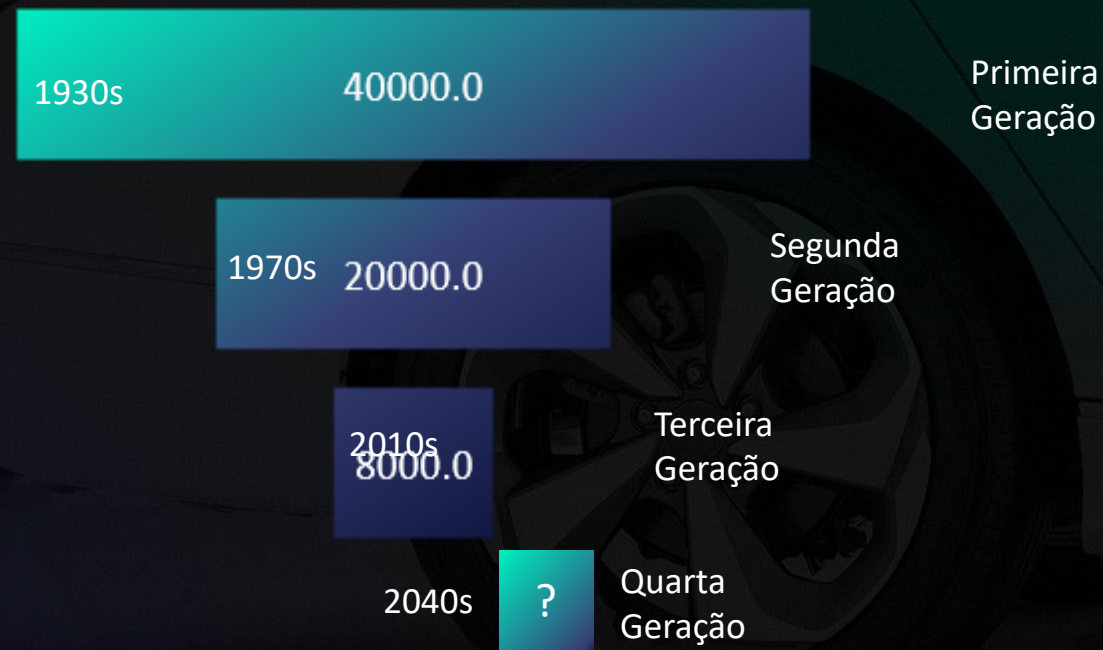 1930s
40000.0
Primeira
Geração
1970s
20000.0
Segunda
Geração
2010s
8000.0
Terceira
Geração
2040s
?
Quarta
Geração